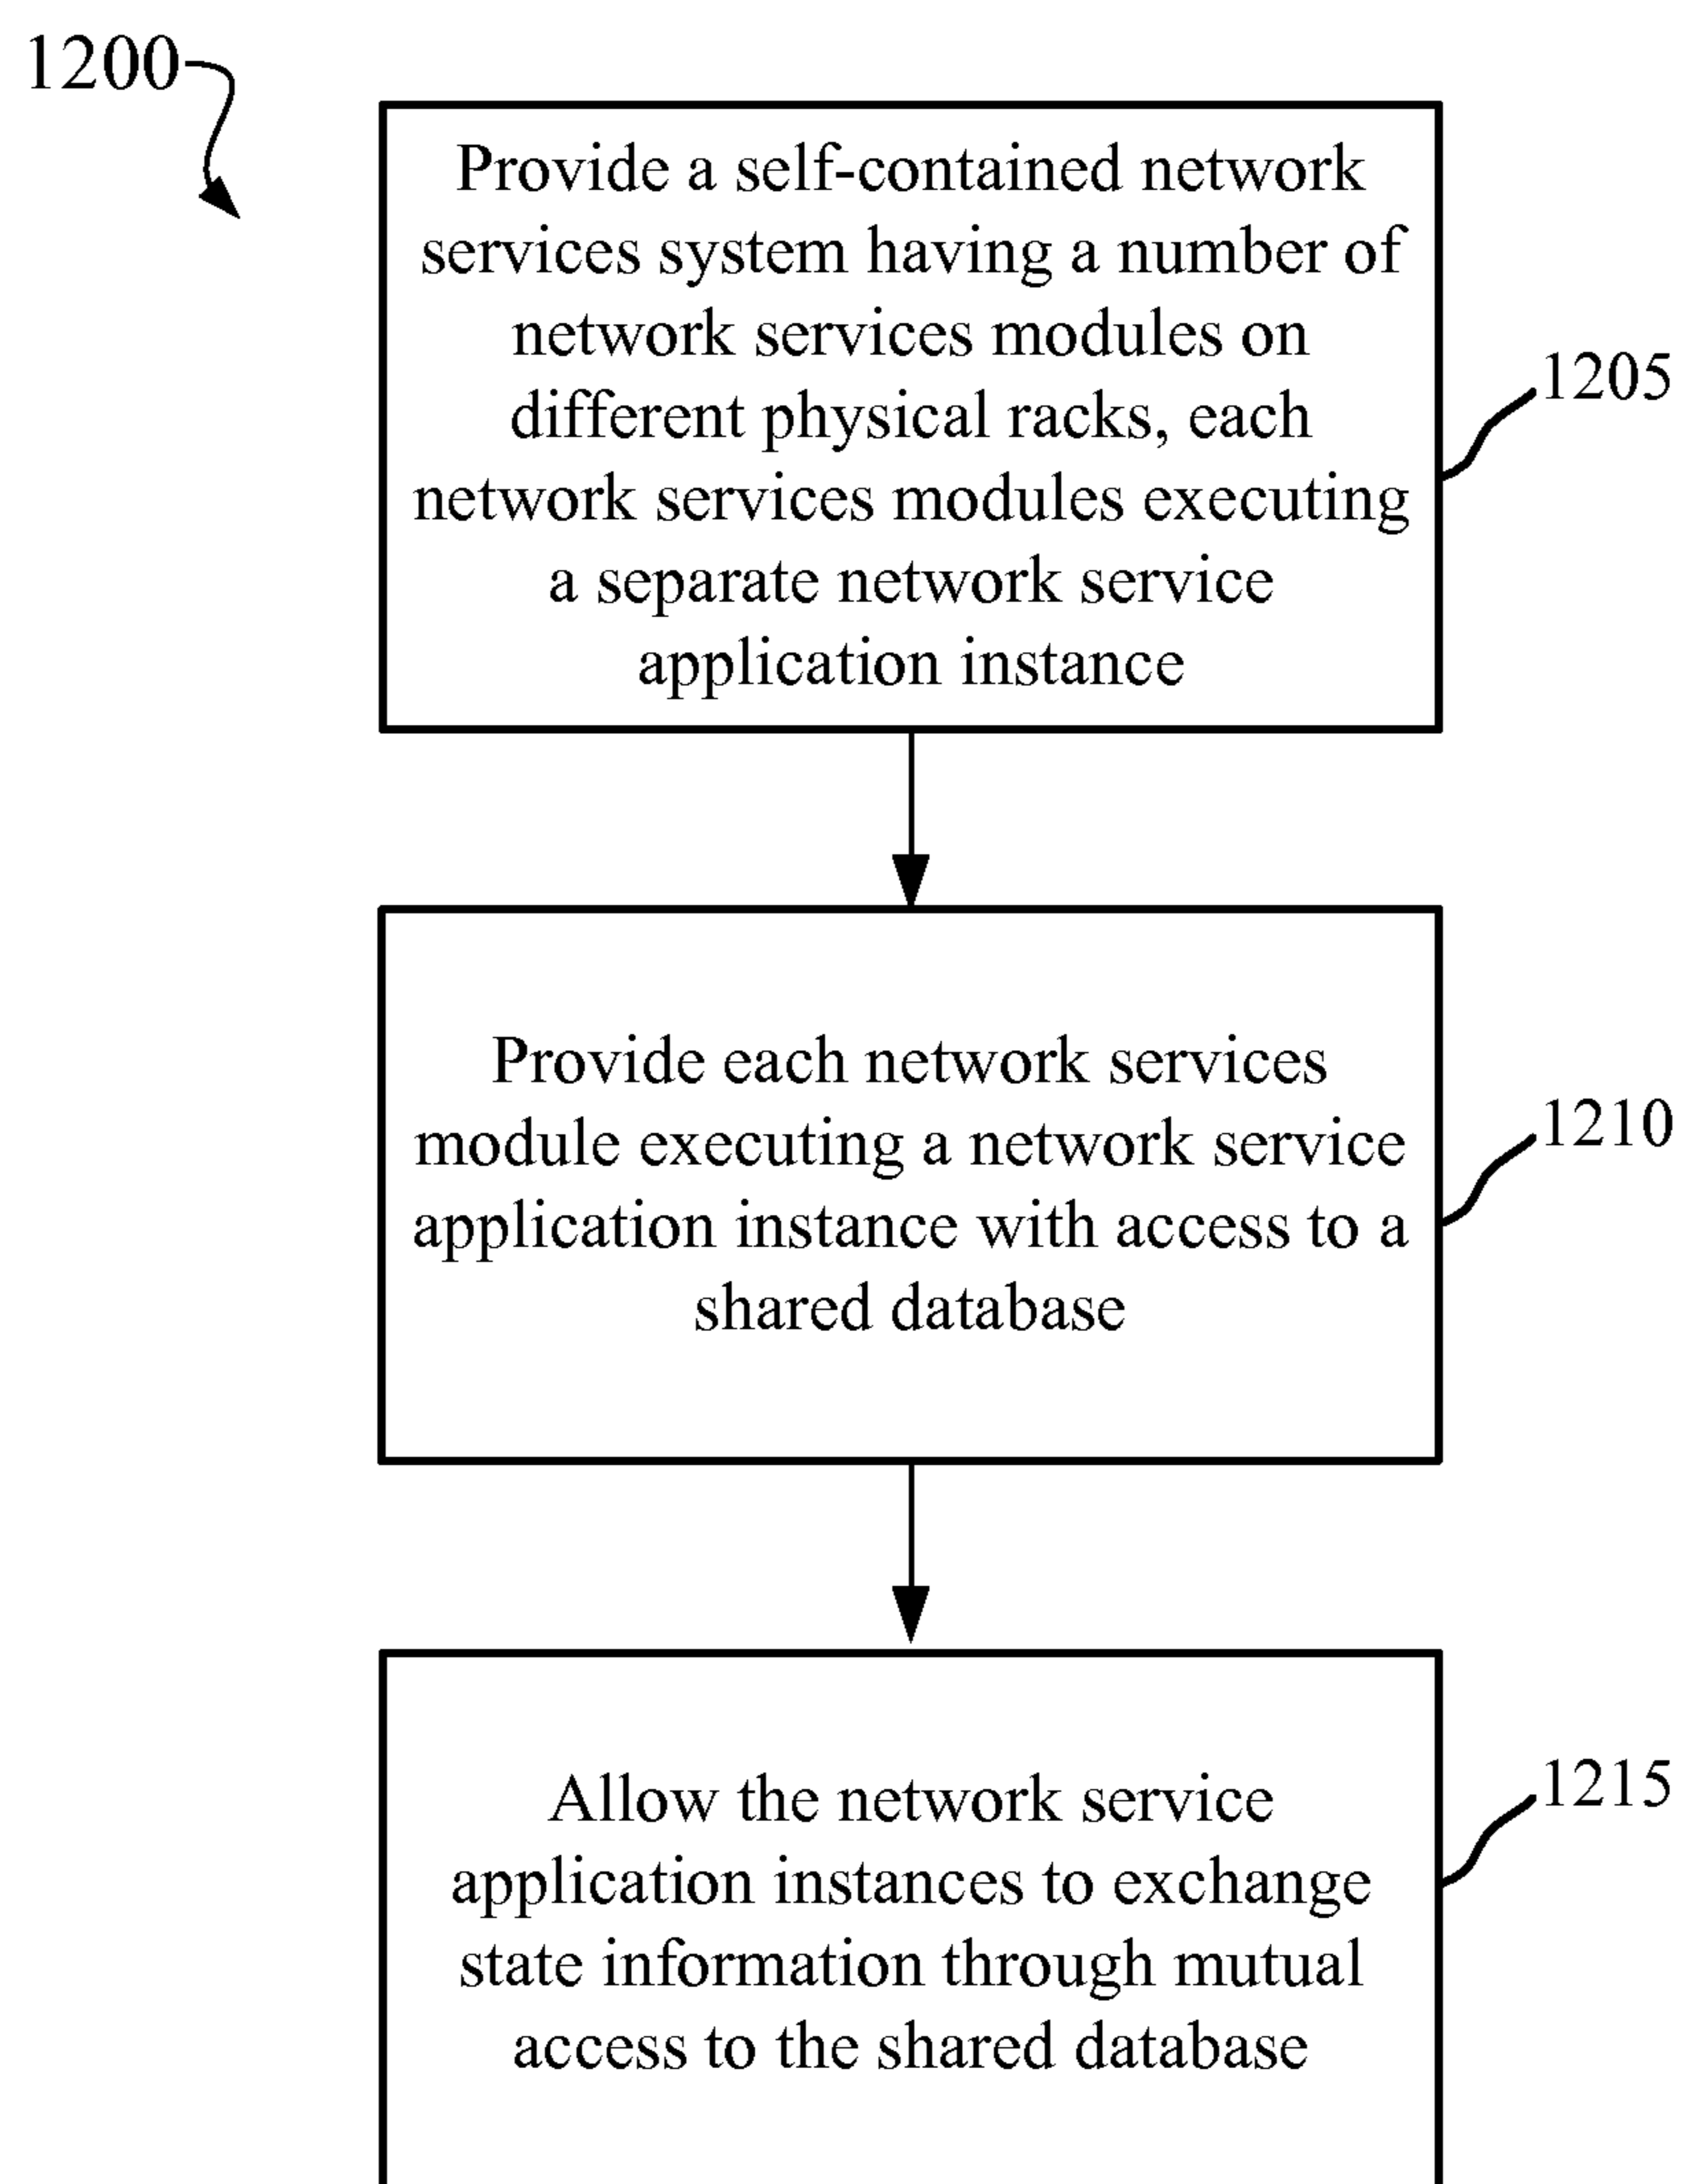 1200
Provide a self-contained network
services system having a number of
network services modules on
different physical racks, each
network services modules executing
a separate network service
application instance
1205
Provide each network services
module executing a network service
application instance with access to a
shared database
1210
Allow the network service
application instances to exchange
state information through mutual
access to the shared database
1215